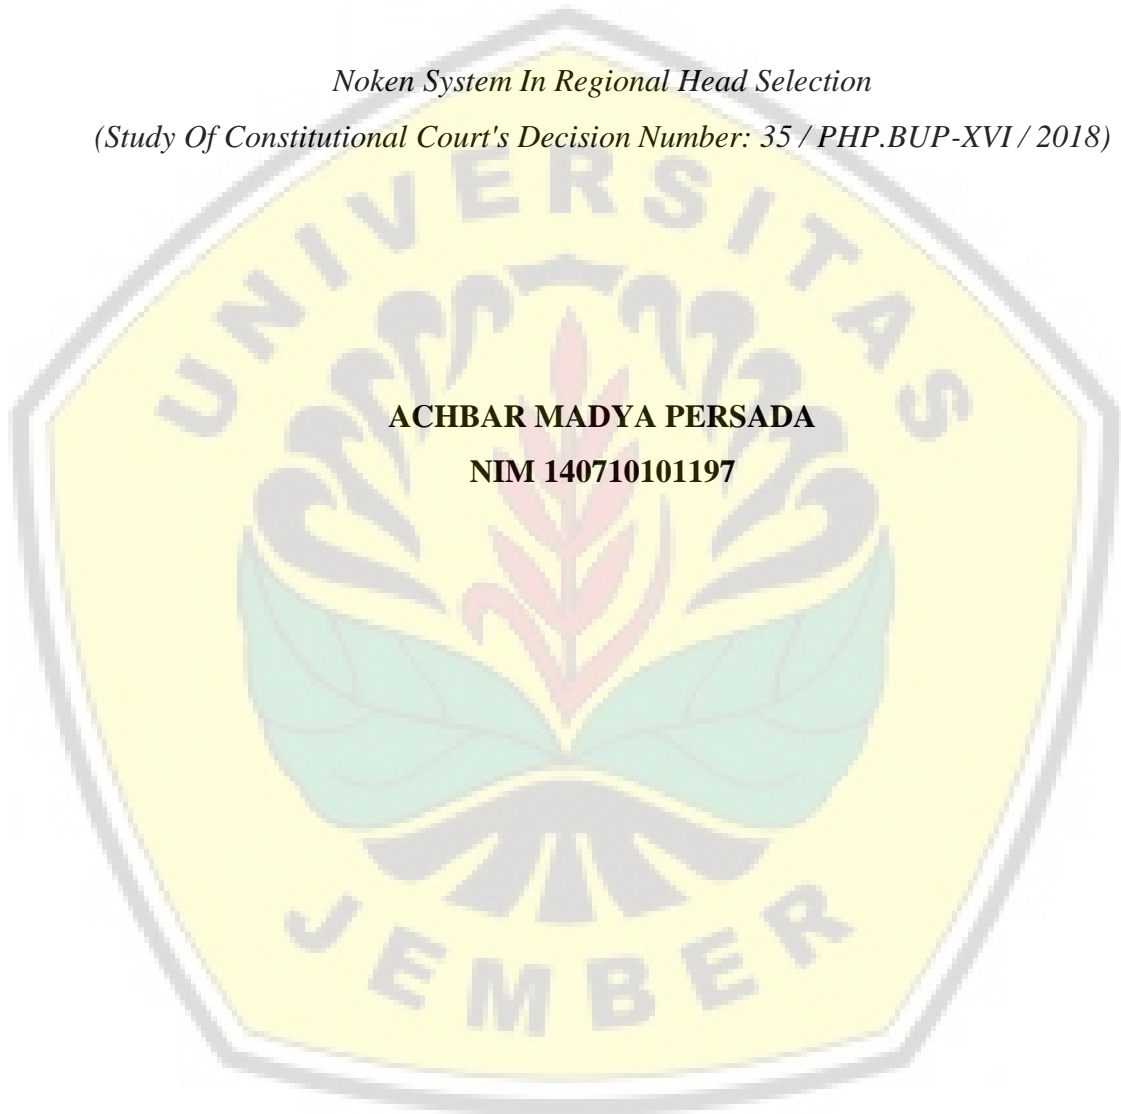 Noken System In Regional Head Selection
(Study Of Constitutional Court's Decision Number: 35 / PHP.BUP-XVI / 2018)
UNIVERSITAS
ACHBAR MADYA PERSADA
NIM 140710101197
JEMBER